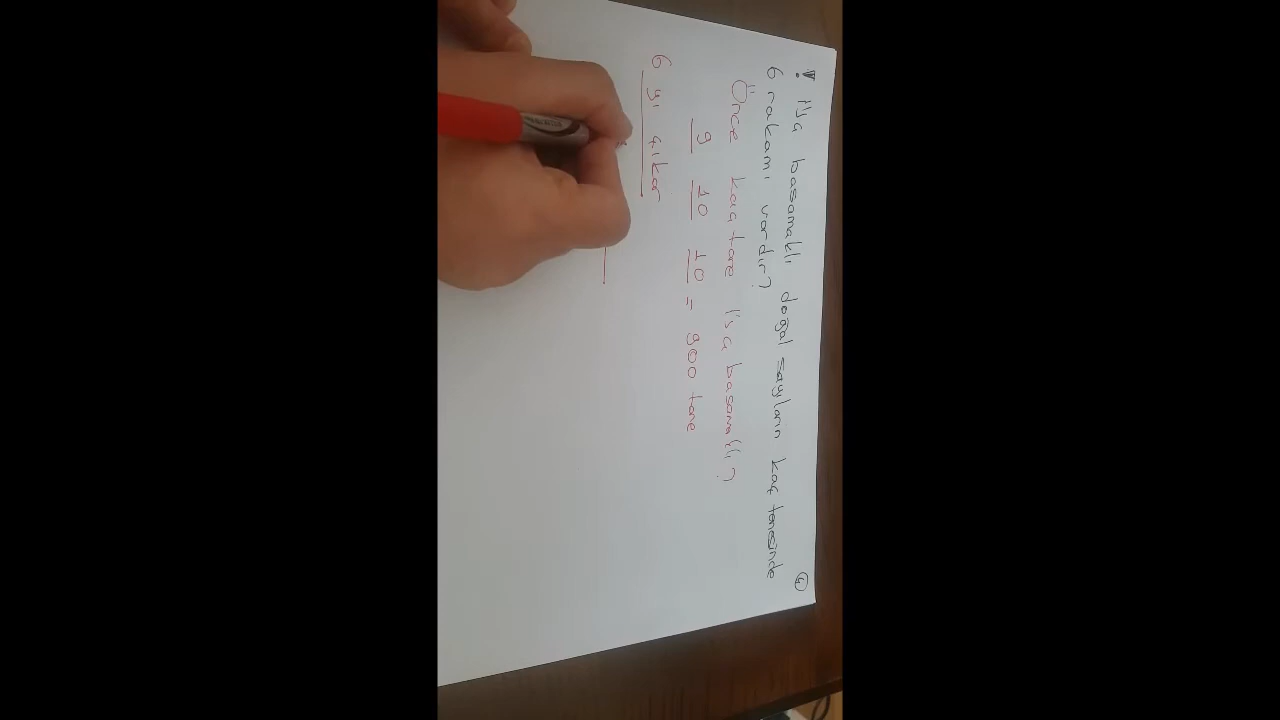 ! Üç basamaklı doğal sayıların kaç tanesinde
④
6 rakamı vardır?
Önce kaç tane üç basamaklı?
9 10 10 = 900 tane
6 yı çıkar